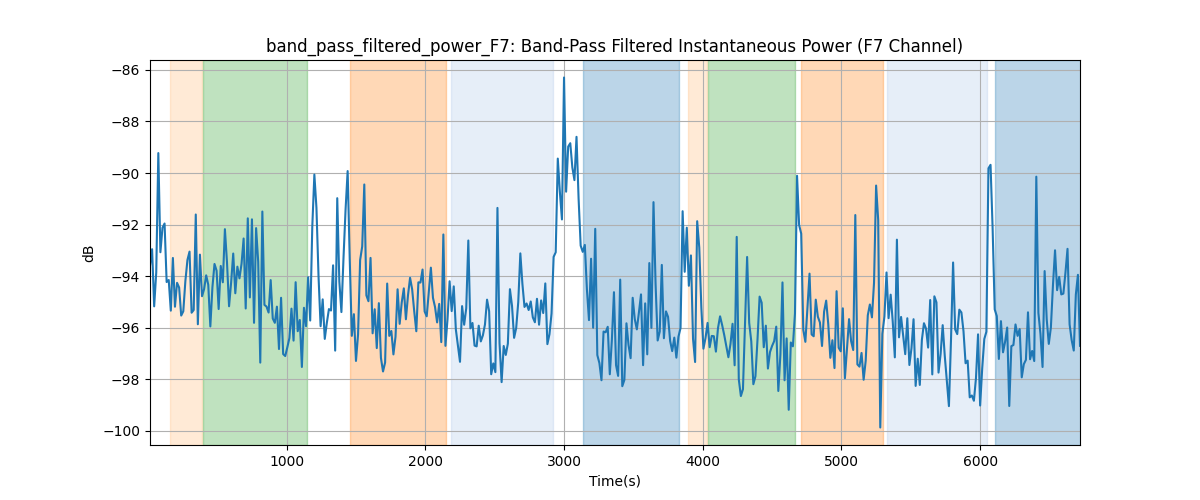 band_pass_filtered_power_F7: Band-Pass Filtered Instantaneous Power (F7 Channel)
−86
−88
−90
−92
−94
−96
−98
−100
dB
1000 2000 3000 4000 5000 6000
Time(s)